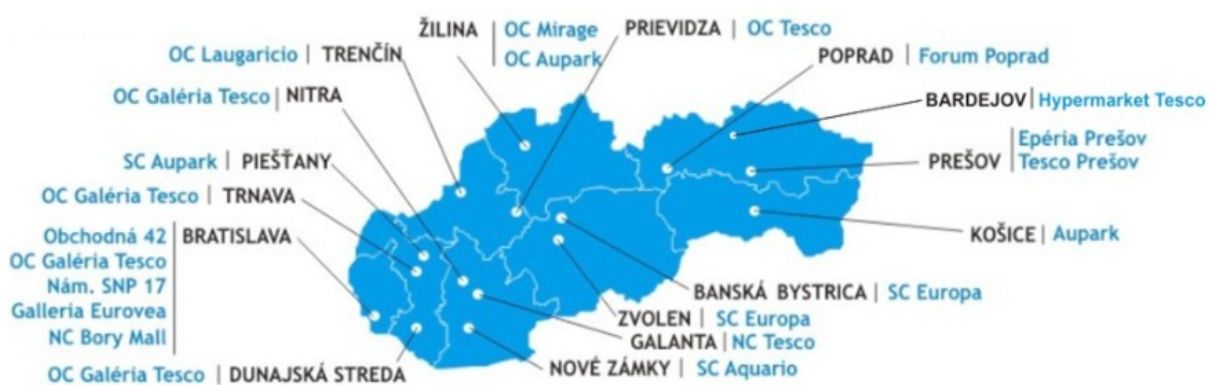 ŽILINA | OC Mirage
OC Aupark
PRIEVIDZA | OC Tesco
OC Laugaricio | TRENČÍN
POPRAD | Forum Poprad
OC Galéria Tesco | NITRA
BARDEJOV | Hypermarket Tesco
SC Aupark | PIEŠŤANY
PREŠOV | Epéria Prešov
Tesco Prešov
OC Galéria Tesco | TRNAVA
KOŠICE | Aupark
Obchodná 42 | BRATISLAVA
OC Galéria Tesco
Nám. SNP 17
Galleria Eurovea
NC Bory Mall
BANSKÁ BYSTRICA | SC Europa
ZVOLEN | SC Europa
GALANTA | NC Tesco
OC Galéria Tesco | DUNAJSKÁ STREDA
NOVÉ ZÁMKY | SC Aquario